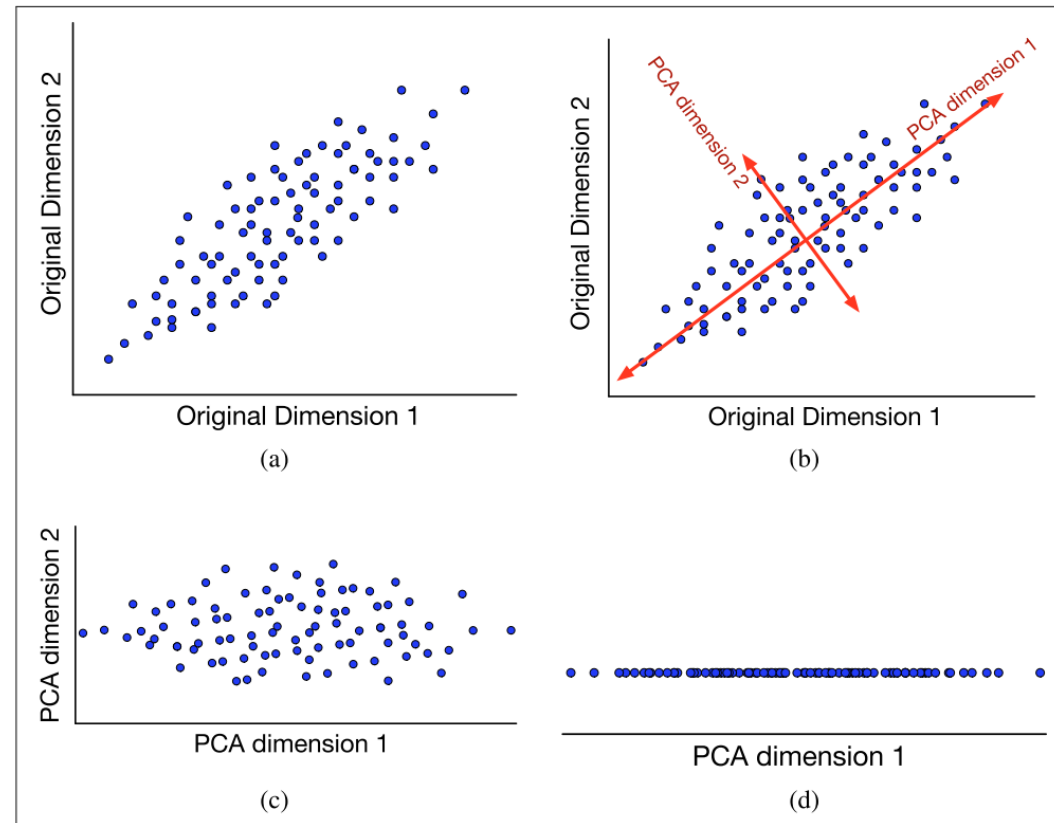 Original Dimension 2
Original Dimension 1
(a)
Original Dimension 2
PCA dimension 2
PCA dimension 1
Original Dimension 1
(b)
PCA dimension 2
PCA dimension 1
(c)
PCA dimension 1
(d)